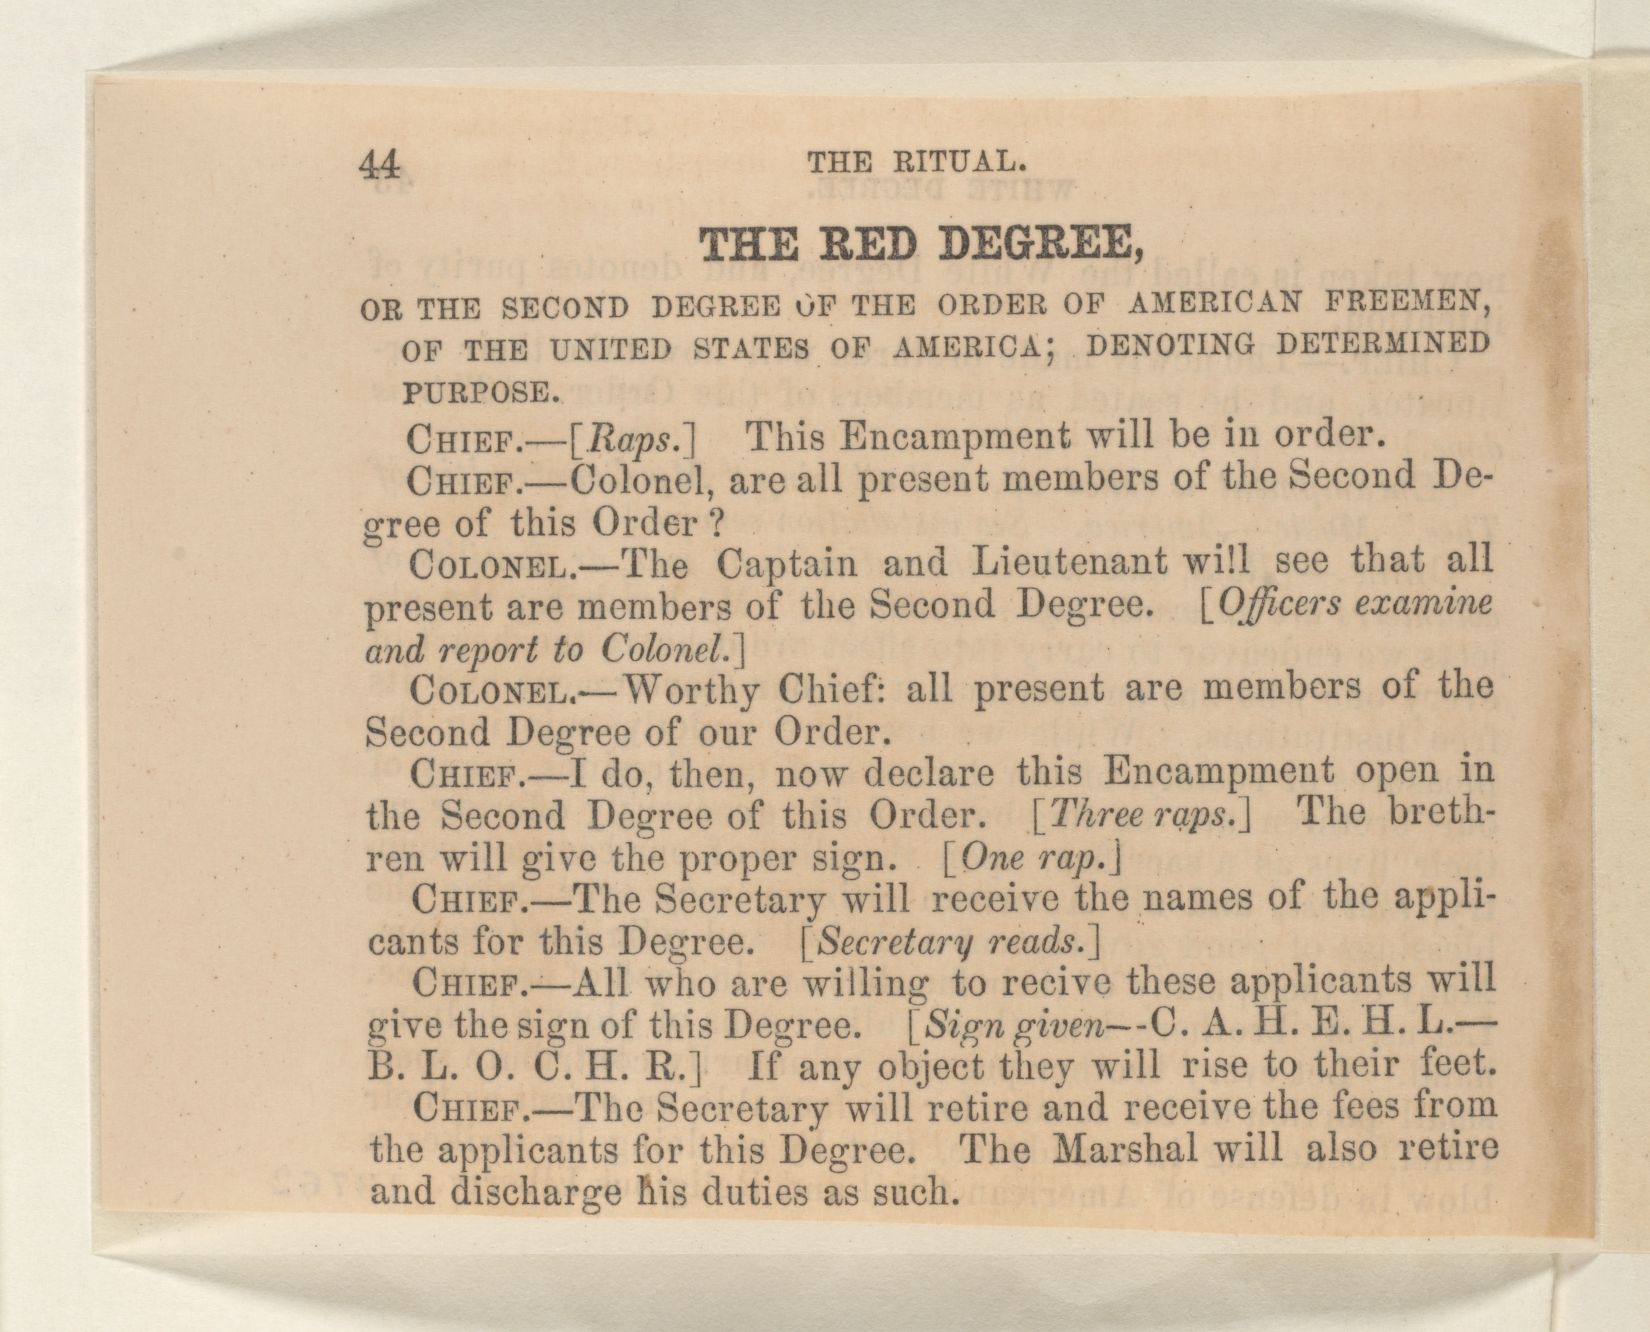 44 THE RITUAL.
THE RED DEGREE,
OR THE SECOND DEGREE OF THE ORDER OF AMERICAN FREEMEN,
OF THE UNITED STATES OF AMERICA; DENOTING DETERMINED
PURPOSE.
CHIEF.—[Raps.] This Encampment will be in order.
CHIEF.—Colonel, are all present members of the Second De-
gree of this Order?
COLONEL.—The Captain and Lieutenant will see that all
present are members of the Second Degree. [Officers examine
and report to Colonel.]
COLONEL.—Worthy Chief: all present are members of the
Second Degree of our Order.
CHIEF.—I do, then, now declare this Encampment open in
the Second Degree of this Order. [Three raps.] The breth-
ren will give the proper sign. [One rap.]
CHIEF.—The Secretary will receive the names of the appli-
cants for this Degree. [Secretary reads.]
CHIEF.—All who are willing to recive these applicants will
give the sign of this Degree. [Sign given—-C. A. H. E. H. L.—
B. L. O. C. H. R.] If any object they will rise to their feet.
CHIEF.—The Secretary will retire and receive the fees from
the applicants for this Degree. The Marshal will also retire
and discharge his duties as such.